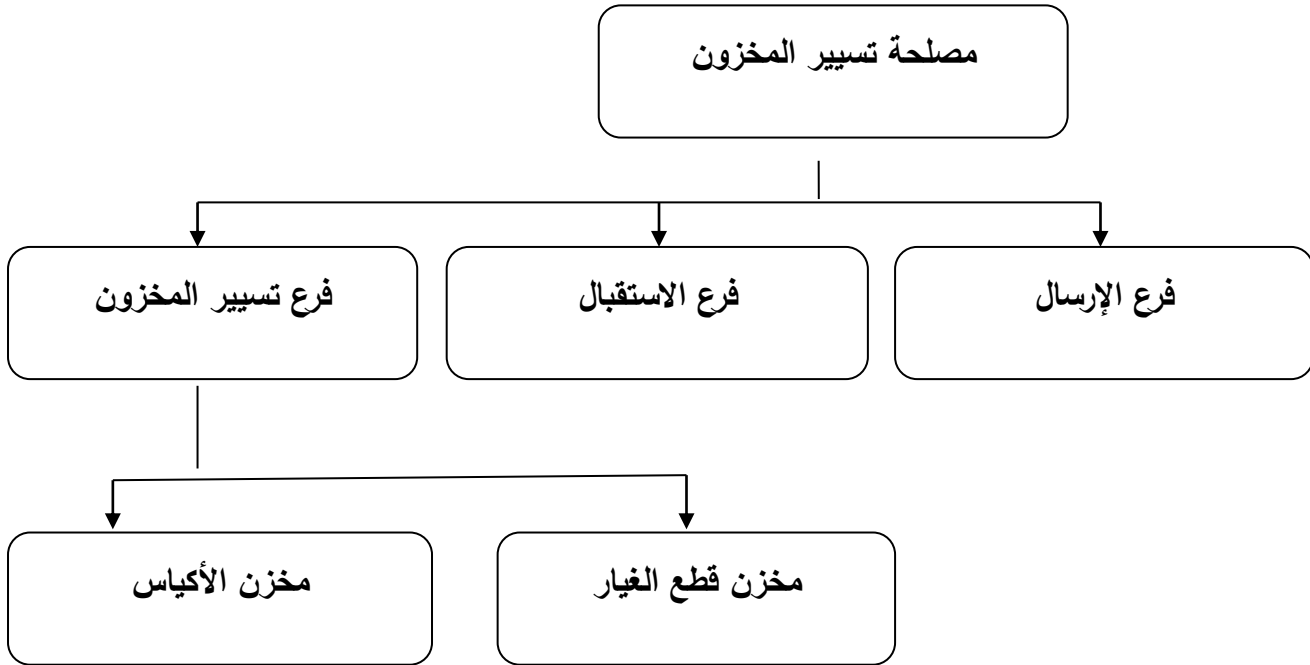 مصلحة تسيير المخزون
فرع الإرسال
فرع الاستقبال
فرع تسيير المخزون
مخزن قطع الغيار
مخزن الأكياس